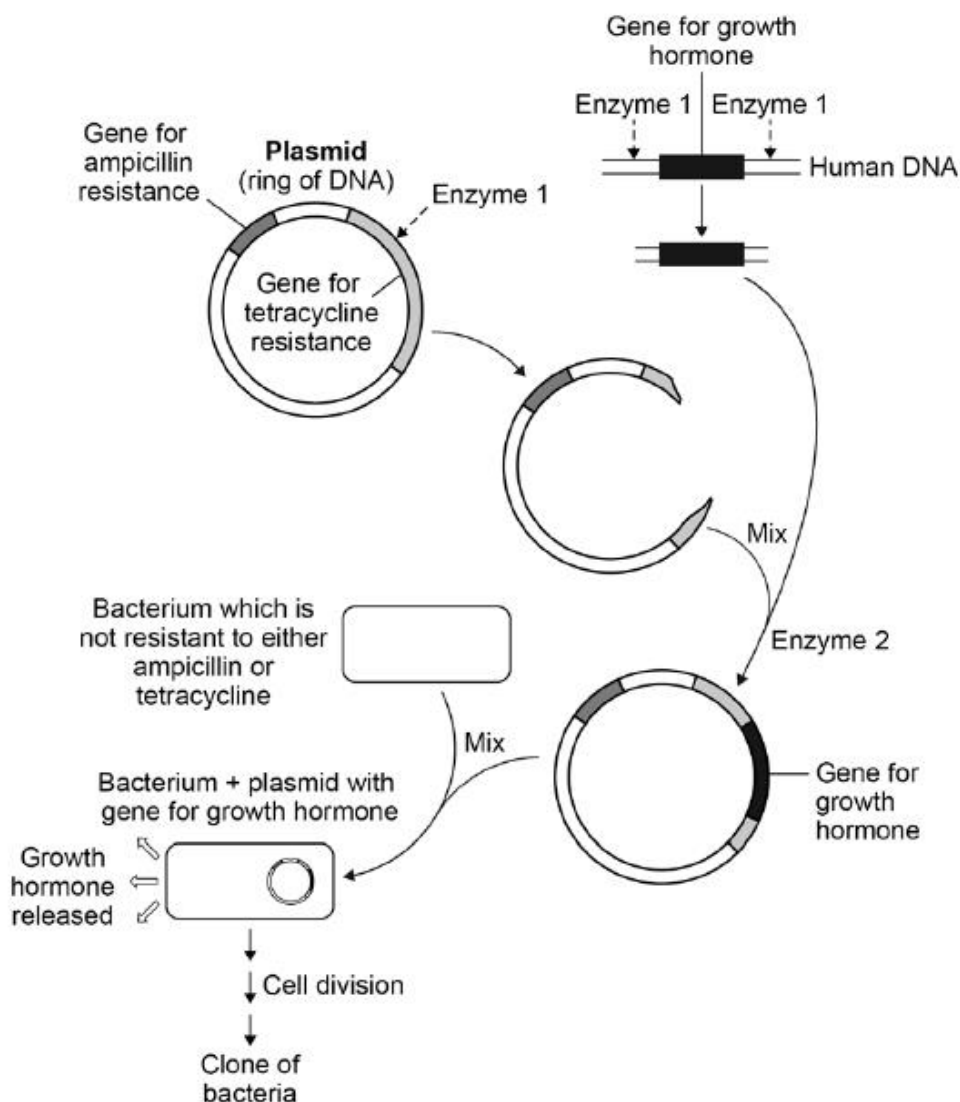 Gene for growth
hormone
Enzyme 1
Enzyme 1
Human DNA
Gene for
ampicillin
resistance
Plasmid
(ring of DNA)
Enzyme 1
Gene for
tetracycline
resistance
Mix
Enzyme 2
Bacterium which is
not resistant to either
ampicillin or
tetracycline
Mix
Gene for
growth
hormone
Bacterium + plasmid with
gene for growth hormone
Growth
hormone
released
Cell division
Clone of
bacteria